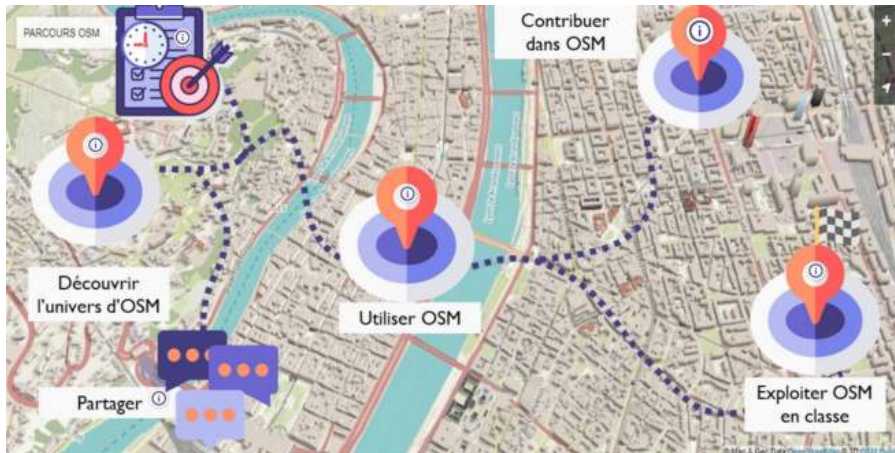 PARCOURS OSM
Contribuer
dans OSM
Découvrir
l'univers d'OSM
Utiliser OSM
Partager
Exploiter OSM
en classe